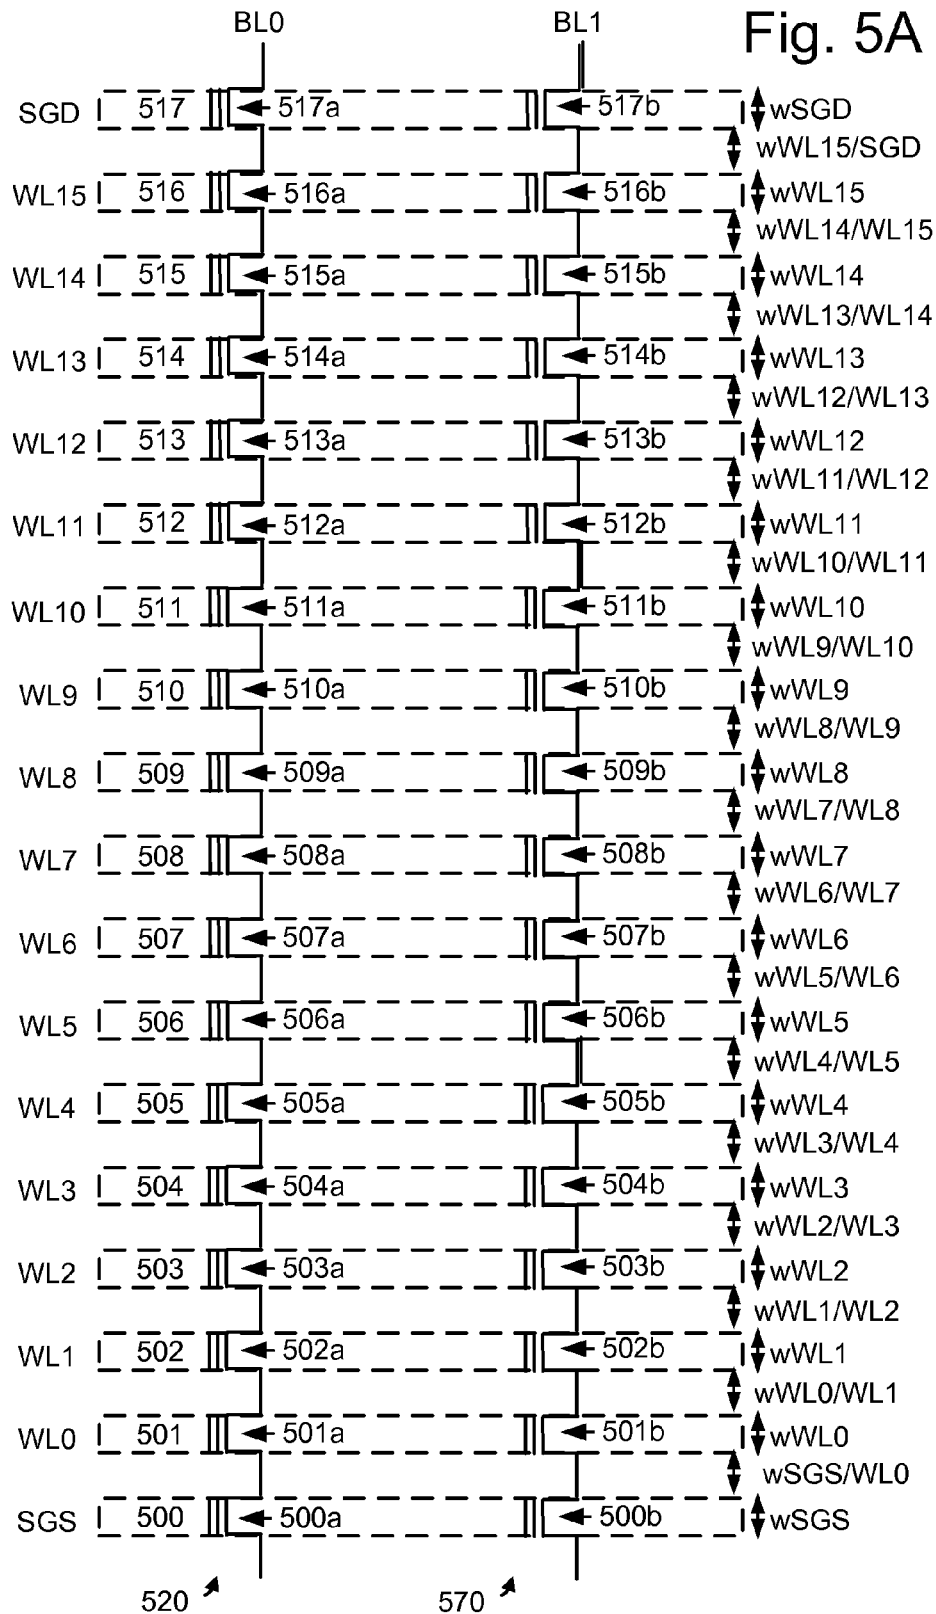 BL0 BL1 Fig. 5A
SGD 517 517a 517b wSGD
wWL15/SGD
WL15 516 516a 516b wWL15
wWL14/WL15
WL14 515 515a 515b wWL14
wWL13/WL14
WL13 514 514a 514b wWL13
wWL12/WL13
WL12 513 513a 513b wWL12
wWL11/WL12
WL11 512 512a 512b wWL11
wWL10/WL11
WL10 511 511a 511b wWL10
wWL9/WL10
WL9 510 510a 510b wWL9
wWL8/WL9
WL8 509 509a 509b wWL8
wWL7/WL8
WL7 508 508a 508b wWL7
wWL6/WL7
WL6 507 507a 507b wWL6
wWL5/WL6
WL5 506 506a 506b wWL5
wWL4/WL5
WL4 505 505a 505b wWL4
wWL3/WL4
WL3 504 504a 504b wWL3
wWL2/WL3
WL2 503 503a 503b wWL2
wWL1/WL2
WL1 502 502a 502b wWL1
wWL0/WL1
WL0 501 501a 501b wWL0
wSGS/WL0
SGS 500 500a 500b wSGS
520 570